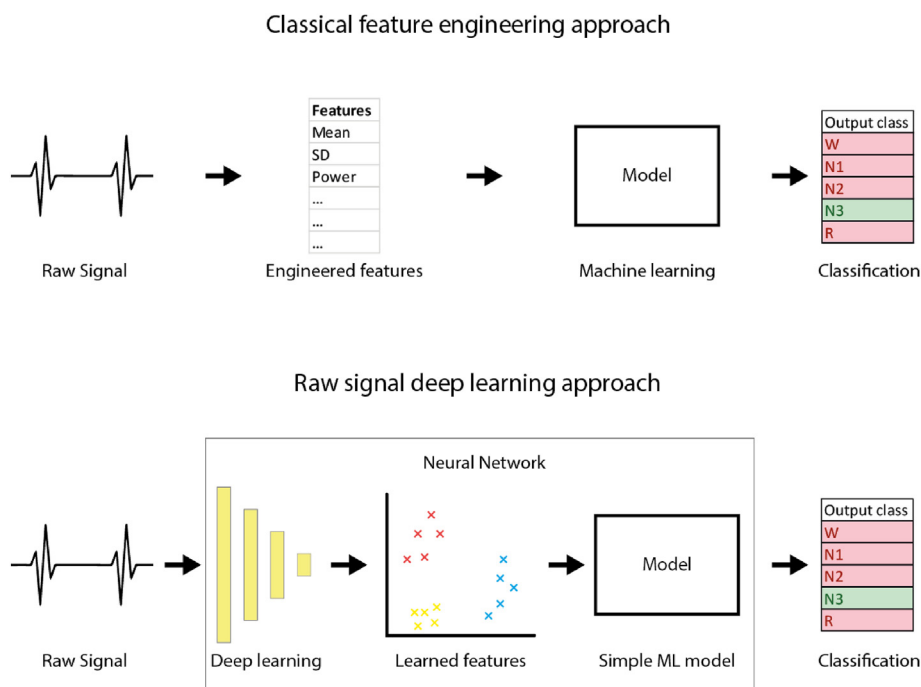 Classical feature engineering approach
Features
Mean
SD
Power
...
...
...
Model
Output class
W
N1
N2
N3
R
Raw Signal
Engineered features
Machine learning
Classification
Raw signal deep learning approach
Neural Network
Model
Output class
W
N1
N2
N3
R
Raw Signal
Deep learning
Learned features
Simple ML model
Classification